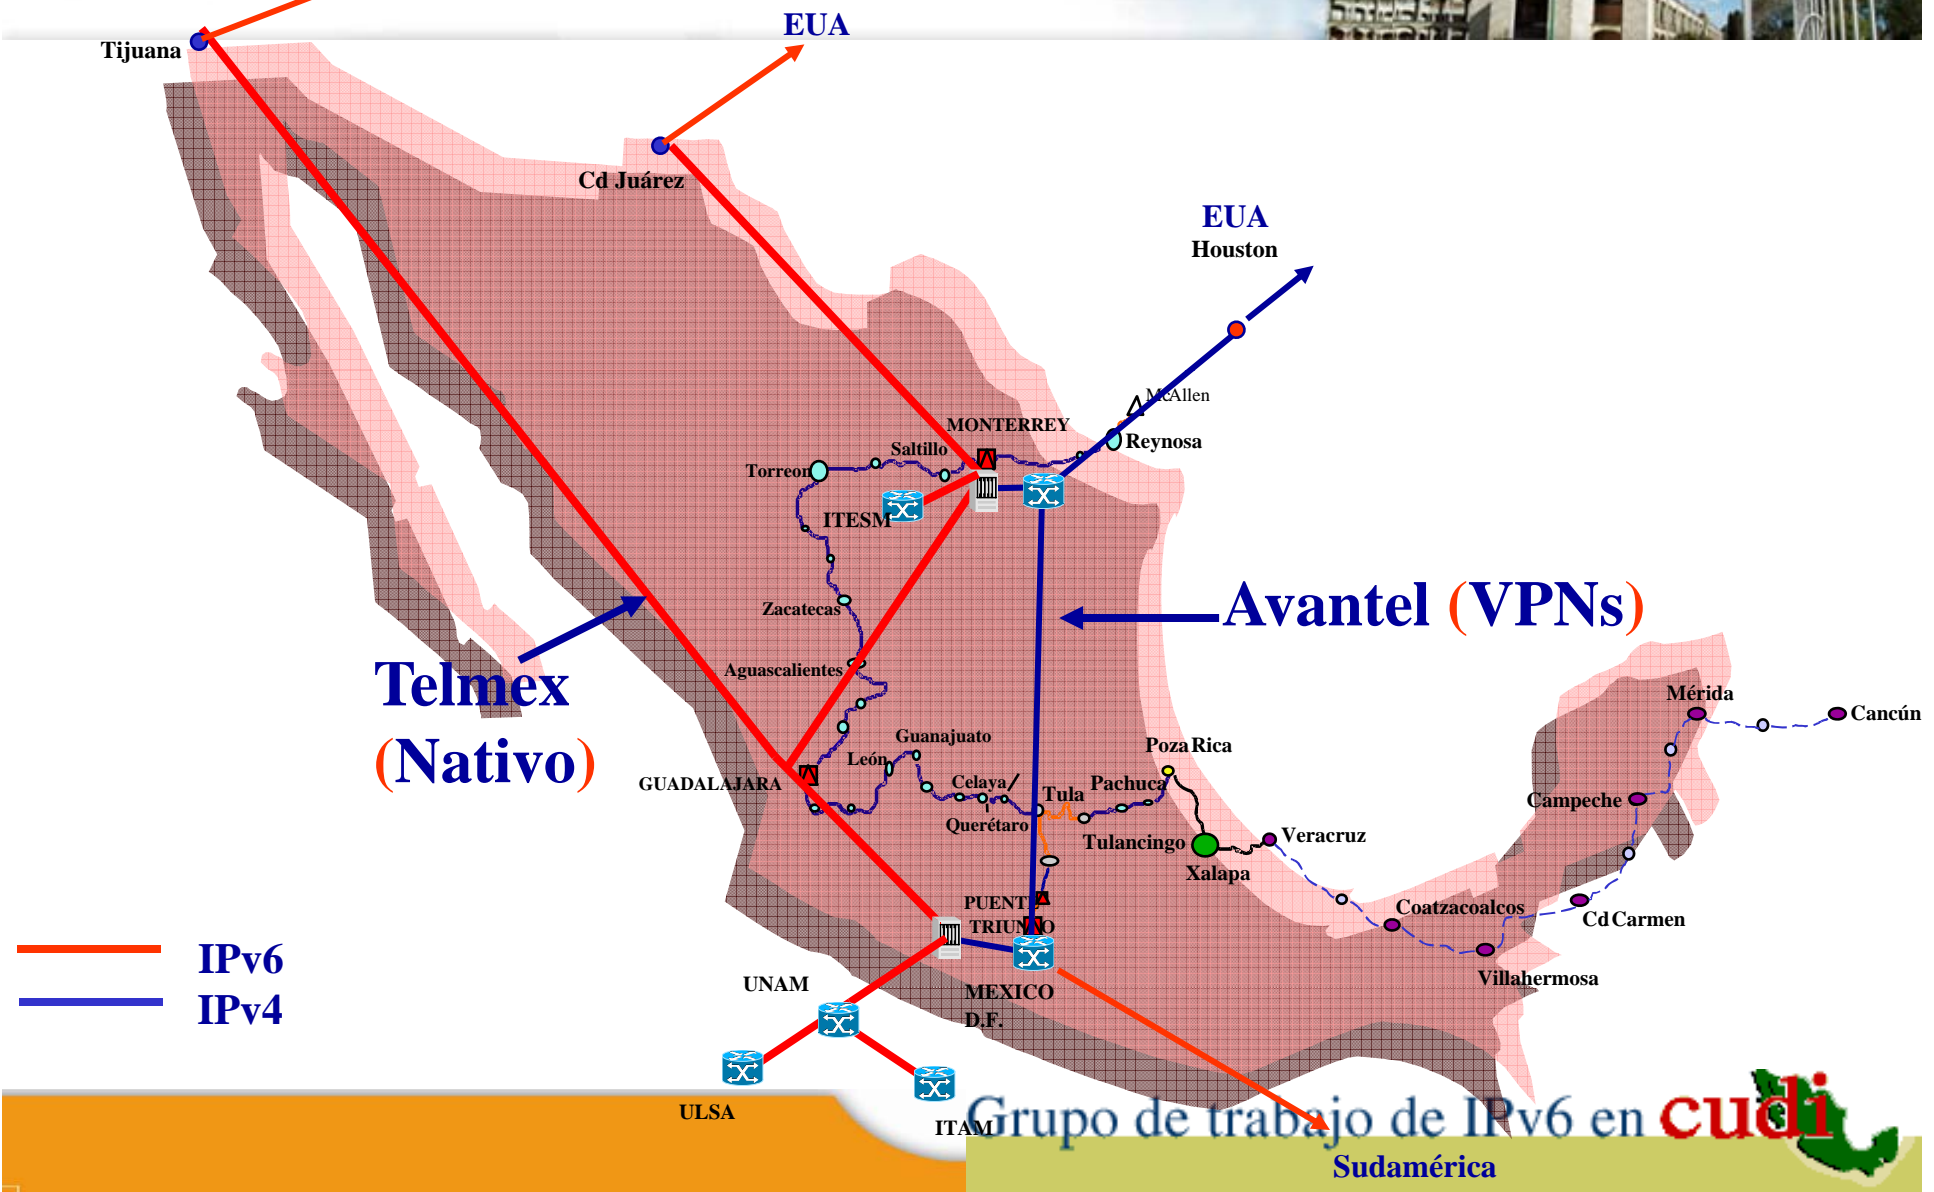 EUA
Tijuana
Cd Juárez
EUA
Houston
McAllen
MONTERREY
Reynosa
Saltillo
Torreon
ITESM
Zacatecas
Avantel (VPNs)
Aguascalientes
Telmex
(Nativo)
Mérida
Cancún
Guanajuato
Poza Rica
León
GUADALAJARA
Celaya
Pachuca
Tula
Campeche
Querétaro
Tulancingo
Veracruz
Xalapa
PUENTE
Coatzacoalcos
Cd Carmen
TRIUNFO
IPv6
Villahermosa
UNAM
MEXICO
D.F.
IPv4
ULSA
ITAM
Grupo de trabajo de IPv6 en cudi
Sudamérica